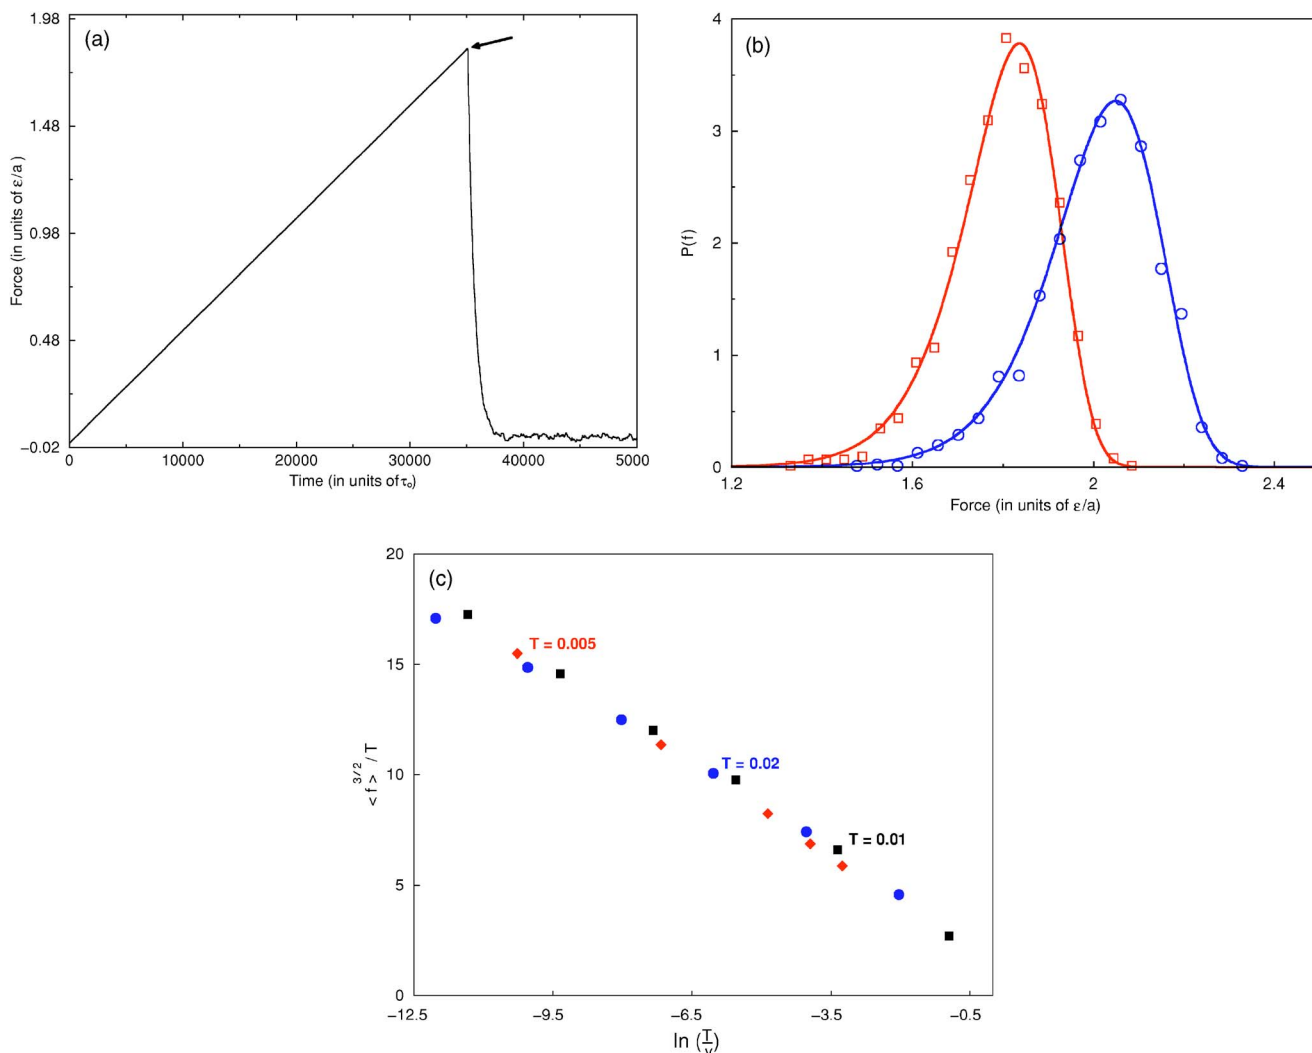 (a)
1.98
1.48
0.98
0.48
−0.02
Force (in units of ε/a)
0 10000 20000 30000 40000 5000
Time (in units of τₒ)
(b)
4
3
2
1
0
P(f)
1.2 1.6 2 2.4
Force (in units of ε/a)
(c)
20
15
10
5
0
< f >^{3/2} / T
T = 0.005
T = 0.02
T = 0.01
−12.5 −9.5 −6.5 −3.5 −0.5
ln (T/v)